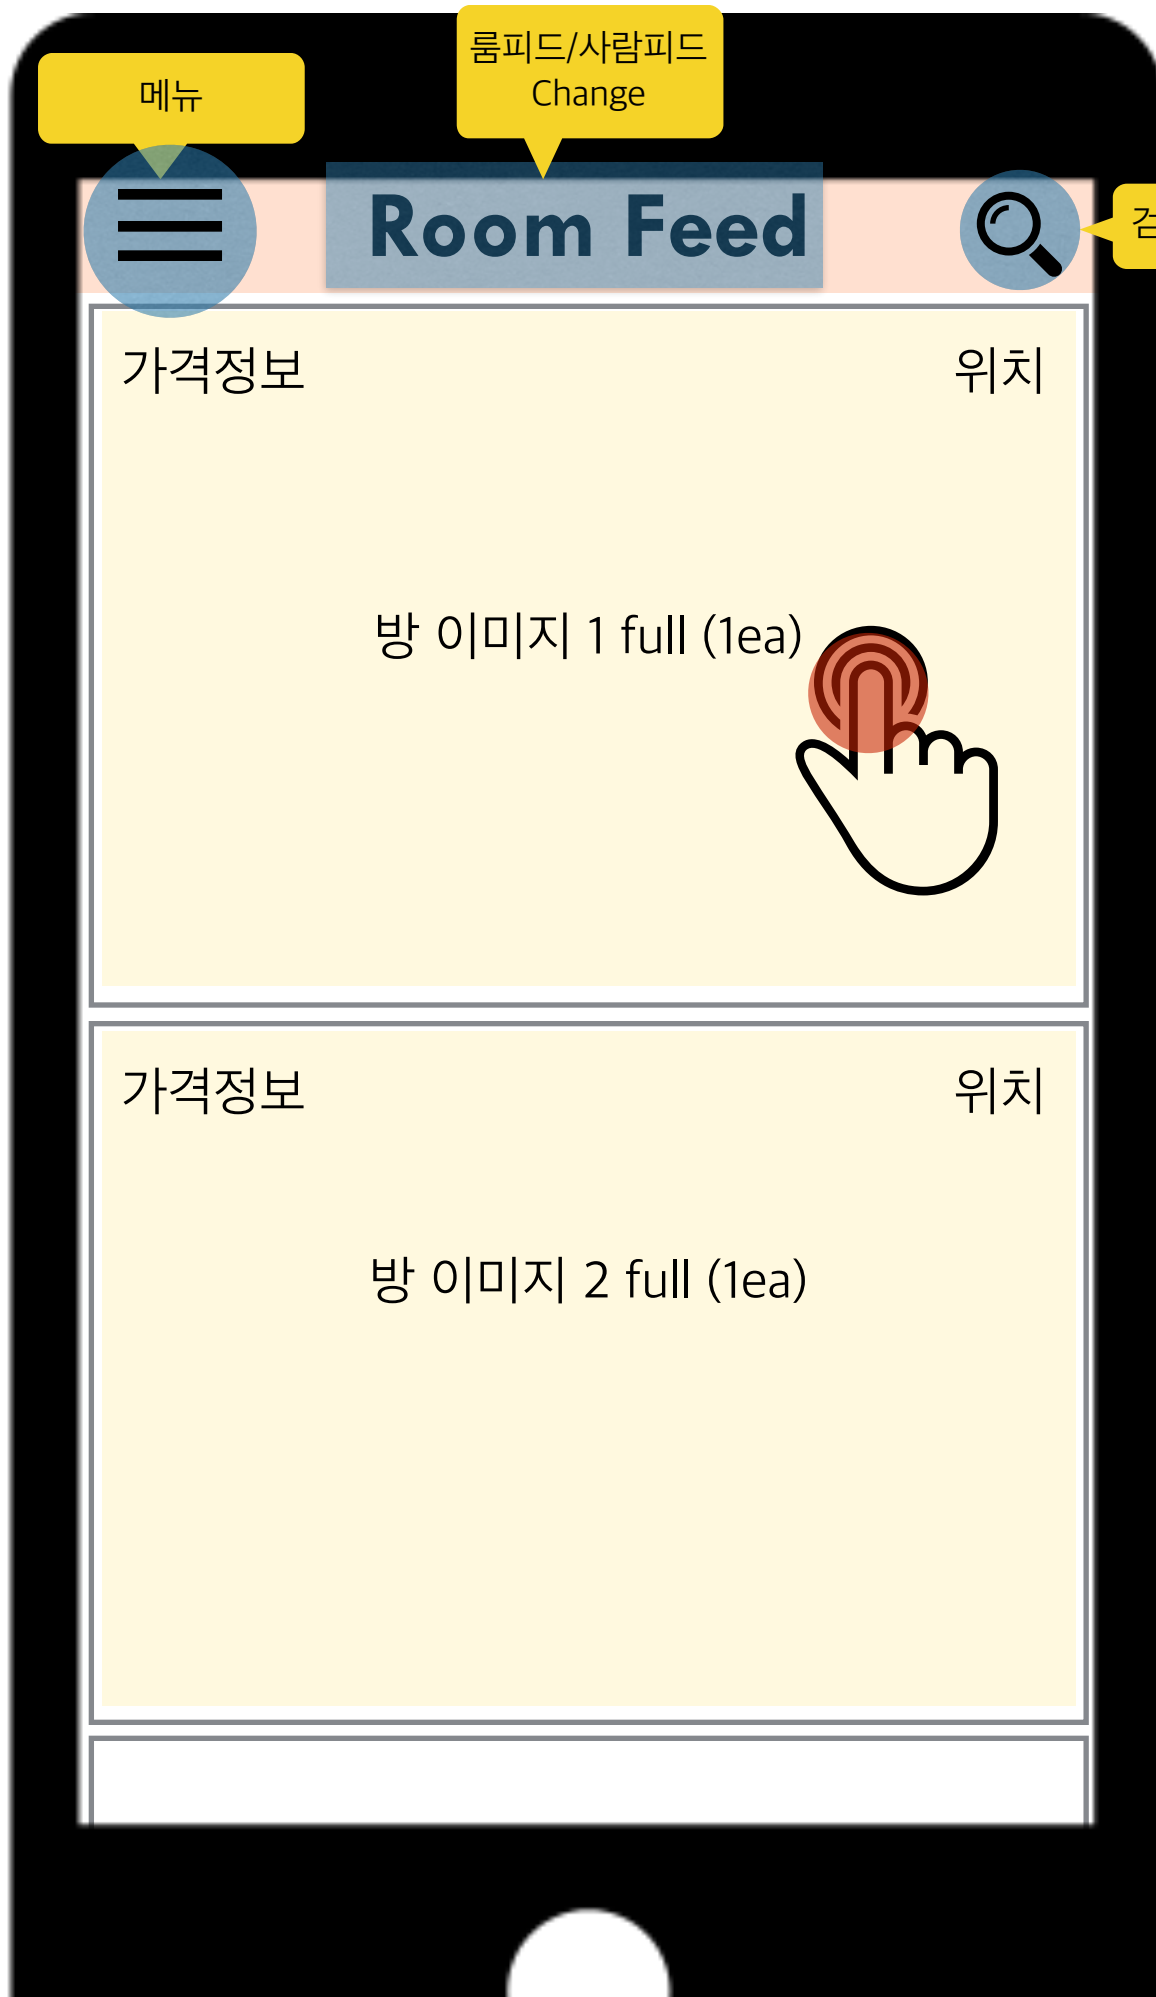 룸피드/사람피드
Change
메뉴
Room Feed
가격정보
위치
방 이미지 1 full (1ea)
가격정보
위치
방 이미지 2 full (1ea)